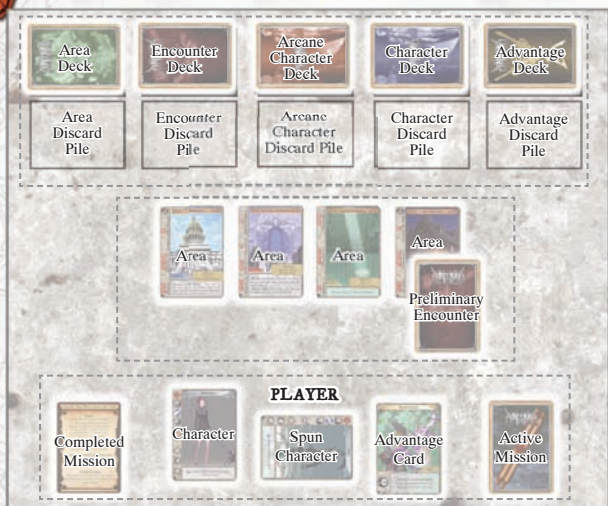 Area
Deck
Encounter
Deck
Arcane
Character
Deck
Character
Deck
Advantage
Deck
Area
Discard
Pile
Encounter
Discard
Pile
Arcane
Character
Discard Pile
Character
Discard
Pile
Advantage
Discard
Pile
Area
Area
Area
Area
Preliminary
Encounter
PLAYER
Completed
Mission
Character
Spun
Character
Advantage
Card
Active
Mission